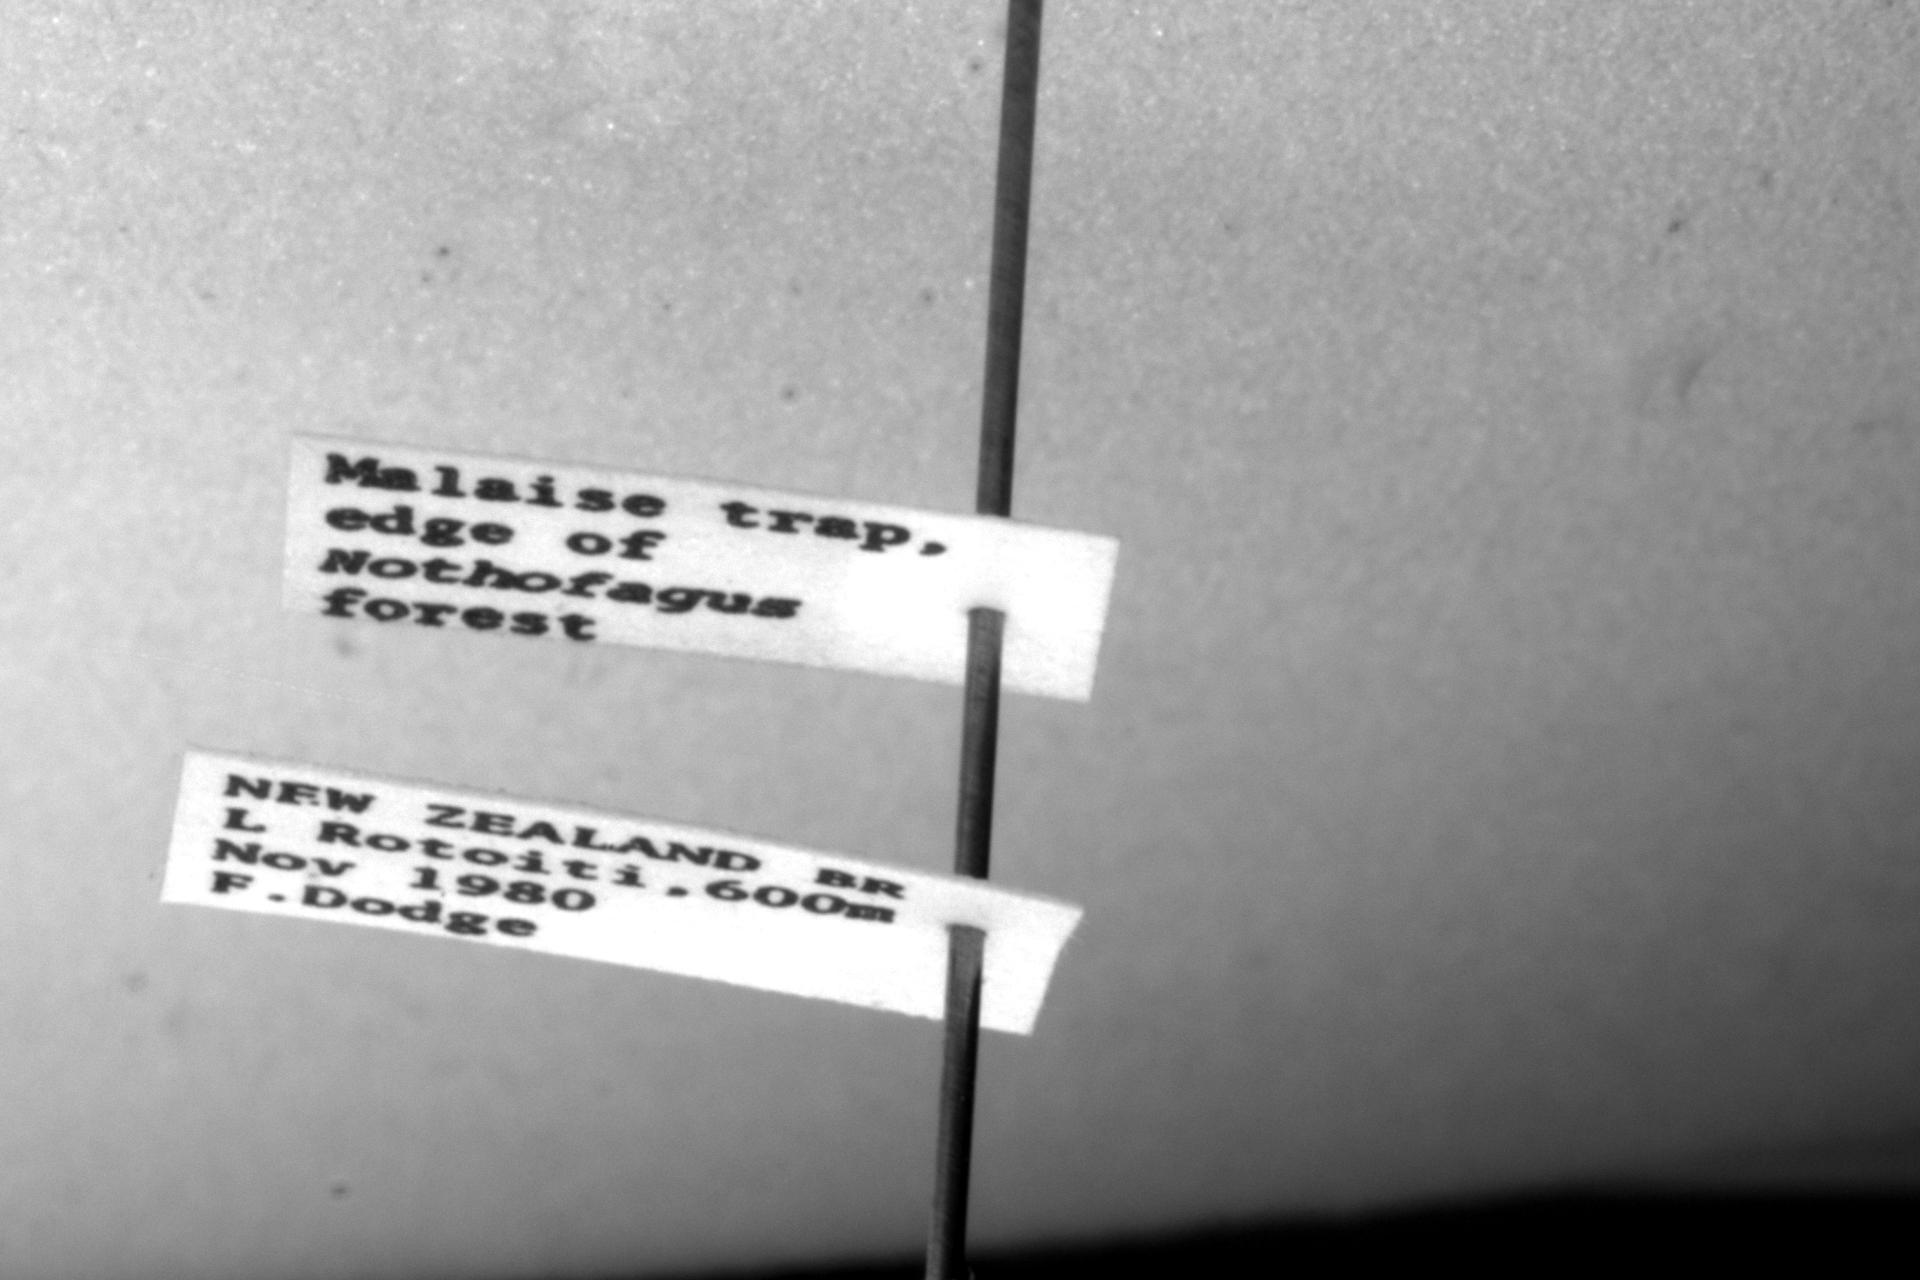 Malaise trap,
edge of
Nothofagus
forest
NEW ZEALAND BR
L Rotoiti,600m
Nov 1980
F.Dodge